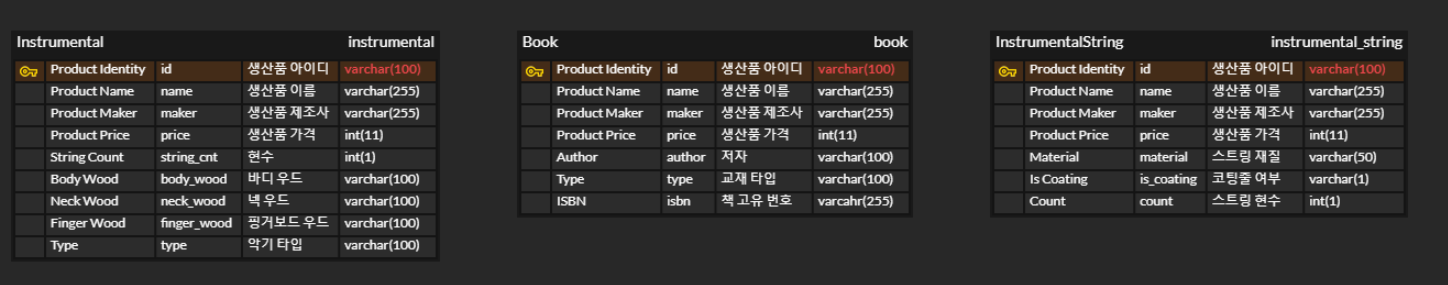 Instrumental instrumental
Product Identity id 생산품 아이디 varchar(100)
Product Name name 생산품 이름 varchar(255)
Product Maker maker 생산품 제조사 varchar(255)
Product Price price 생산품 가격 int(11)
String Count string_cnt 현수 int(1)
Body Wood body_wood 바디 우드 varchar(100)
Neck Wood neck_wood 넥 우드 varchar(100)
Finger Wood finger_wood 핑거보드 우드 varchar(100)
Type type 악기 타입 varchar(100)
Book book
Product Identity id 생산품 아이디 varchar(100)
Product Name name 생산품 이름 varchar(255)
Product Maker maker 생산품 제조사 varchar(255)
Product Price price 생산품 가격 int(11)
Author author 저자 varchar(100)
Type type 교재 타입 varchar(100)
ISBN isbn 책 고유 번호 varcahr(255)
InstrumentalString instrumental_string
Product Identity id 생산품 아이디 varchar(100)
Product Name name 생산품 이름 varchar(255)
Product Maker maker 생산품 제조사 varchar(255)
Product Price price 생산품 가격 int(11)
Material material 스트링 재질 varchar(50)
Is Coating is_coating 코팅줄 여부 varchar(1)
Count count 스트링 현수 int(1)